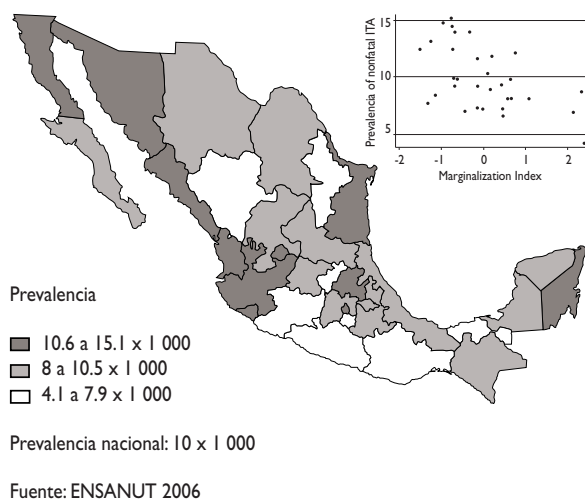 15
10
5
Prevalencia of nonfatal ITA
-2 -1 0 1 2
Marginalization Index
Prevalencia
10.6 a 15.1 x 1 000
8 a 10.5 x 1 000
4.1 a 7.9 x 1 000
Prevalencia nacional: 10 x 1 000
Fuente: ENSANUT 2006